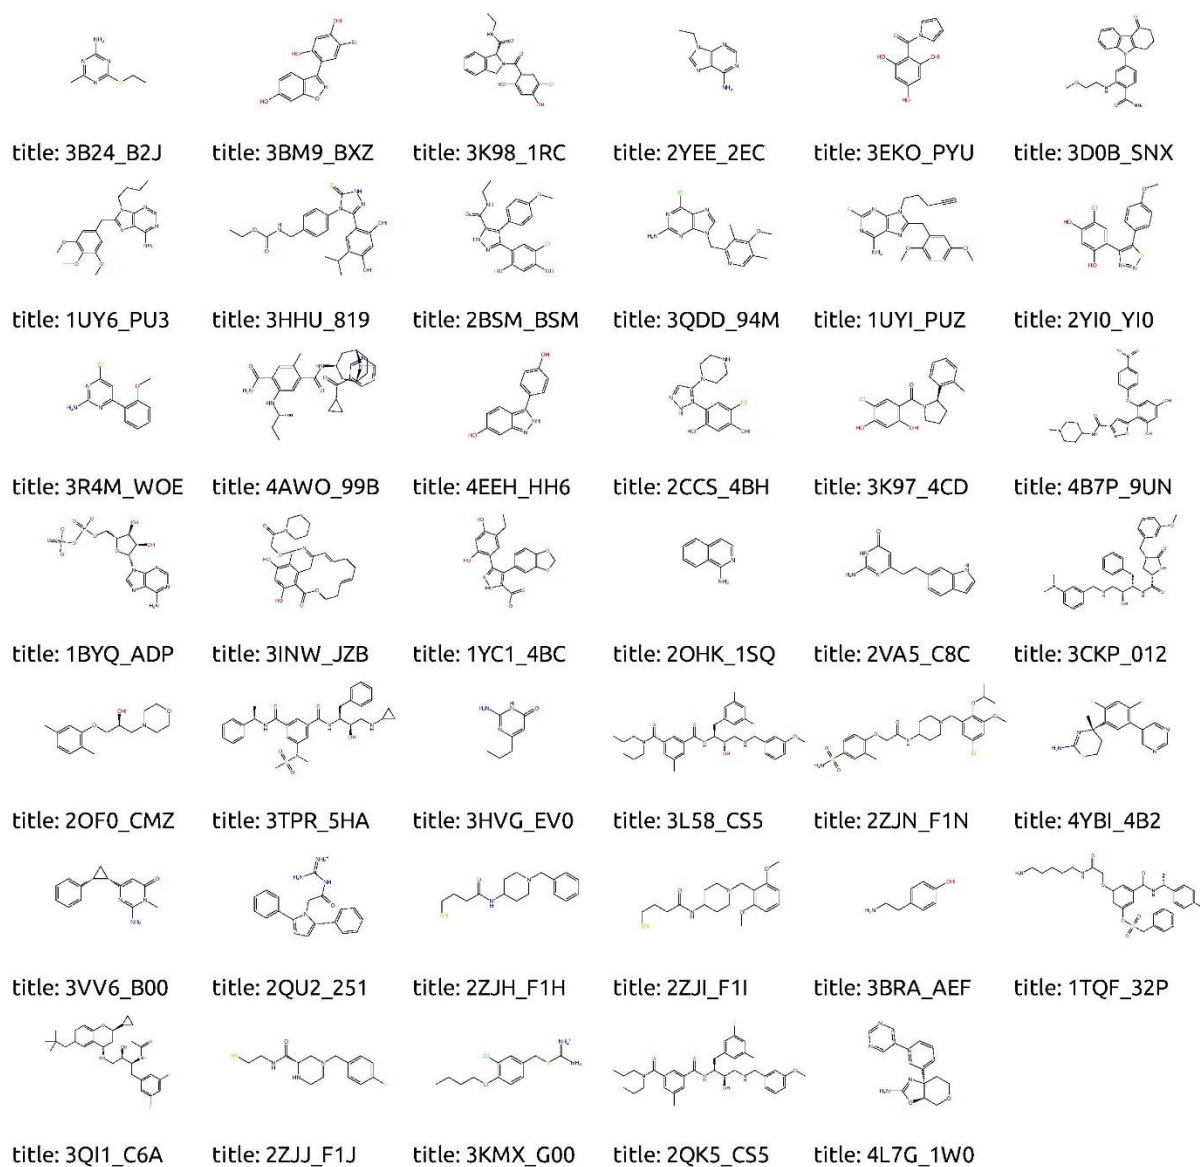 title: 3B24_B2J title: 3BM9_BXZ title: 3K98_1RC title: 2YEE_2EC title: 3EKO_PYU title: 3D0B_SNX
title: 1UY6_PU3 title: 3HHU_819 title: 2BSM_BSM title: 3QDD_94M title: 1UYI_PUZ title: 2YI0_YI0
title: 3R4M_WOE title: 4AWO_99B title: 4EEH_HH6 title: 2CCS_4BH title: 3K97_4CD title: 4B7P_9UN
title: 1BYQ_ADP title: 3INW_JZB title: 1YC1_4BC title: 2OHK_1SQ title: 2VA5_C8C title: 3CKP_012
title: 2OF0_CMZ title: 3TPR_5HA title: 3HVG_EV0 title: 3L58_CS5 title: 2ZJN_F1N title: 4YBI_4B2
title: 3VV6_B00 title: 2QU2_251 title: 2ZJH_F1H title: 2ZJI_F1I title: 3BRA_AEF title: 1TQF_32P
title: 3QI1_C6A title: 2ZJJ_F1J title: 3KMX_G00 title: 2QK5_CS5 title: 4L7G_1W0